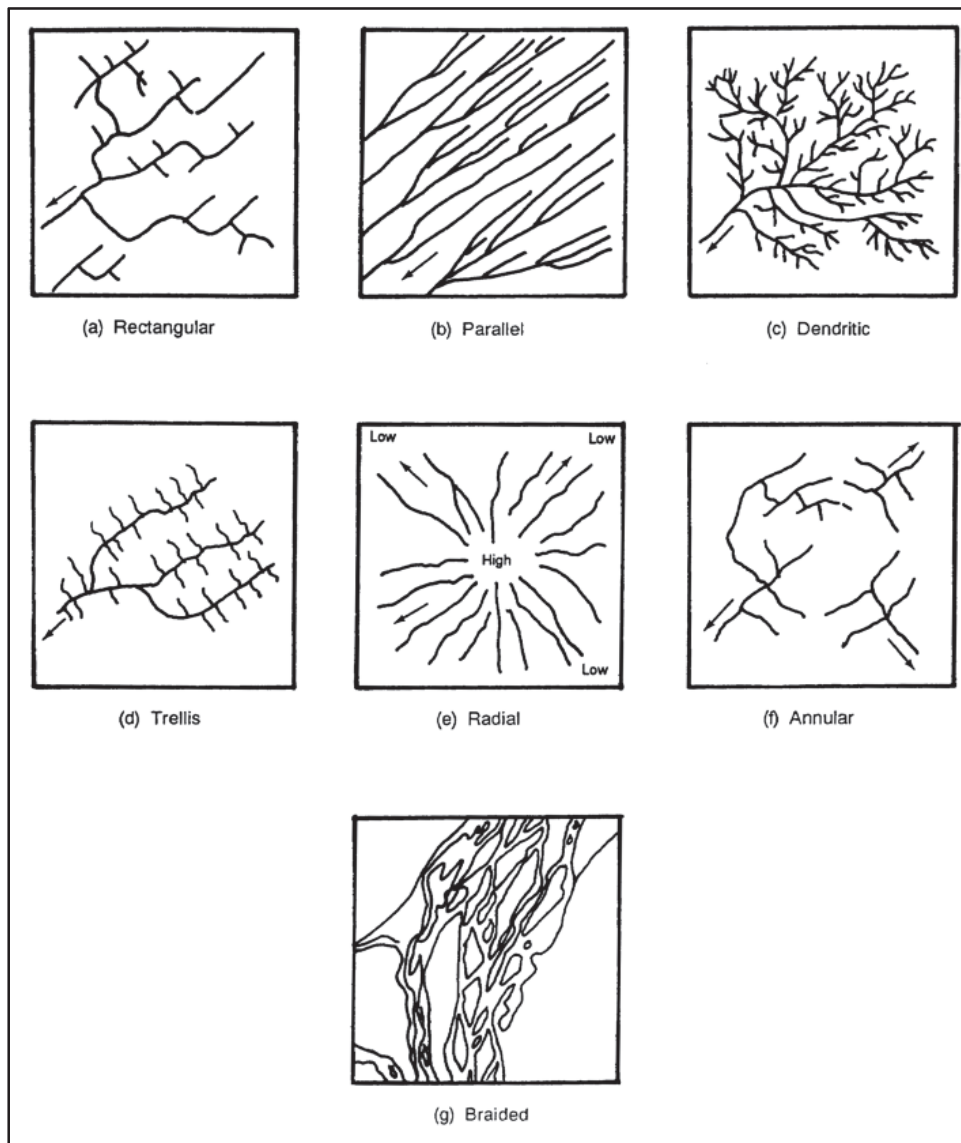 (a) Rectangular
(b) Parallel
(c) Dendritic
Low
Low
High
Low
(d) Trellis
(e) Radial
(f) Annular
(g) Braided